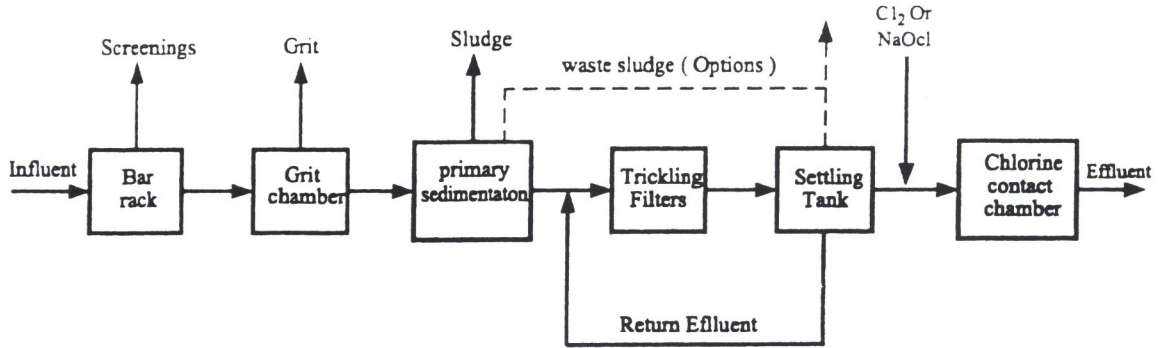 Cl2 Or
NaOcl
Screenings
Grit
Sludge
waste sludge ( Options )
Influent
Bar
rack
Grit
chamber
primary
sedimentaton
Trickling
Filters
Settling
Tank
Chlorine
contact
chamber
Effluent
Return Eflluent